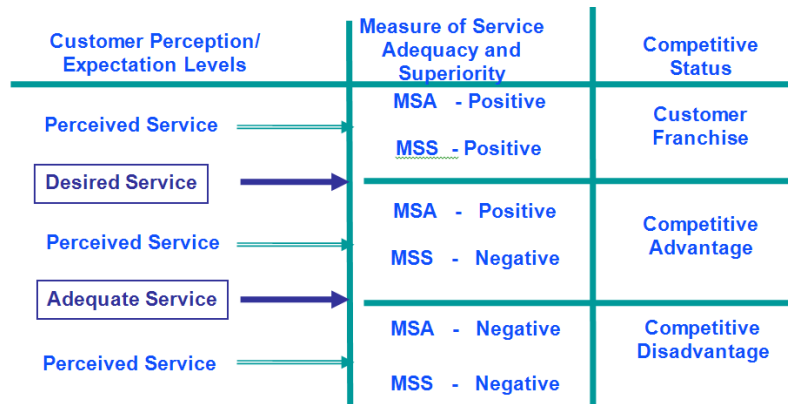 Customer Perception/
Expectation Levels
Measure of Service
Adequacy and
Superiority
Competitive
Status
Perceived Service
MSA - Positive
MSS - Positive
Customer
Franchise
Desired Service
Perceived Service
MSA - Positive
MSS - Negative
Competitive
Advantage
Adequate Service
Perceived Service
MSA - Negative
MSS - Negative
Competitive
Disadvantage